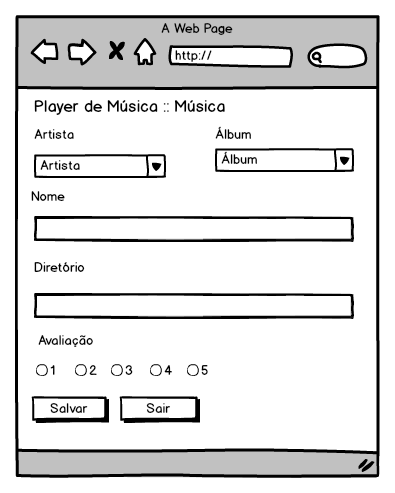 A Web Page
http://
Player de Música :: Música
Artista Álbum
Artista Álbum
Nome
Diretório
Avaliação
1 2 3 4 5
Salvar Sair